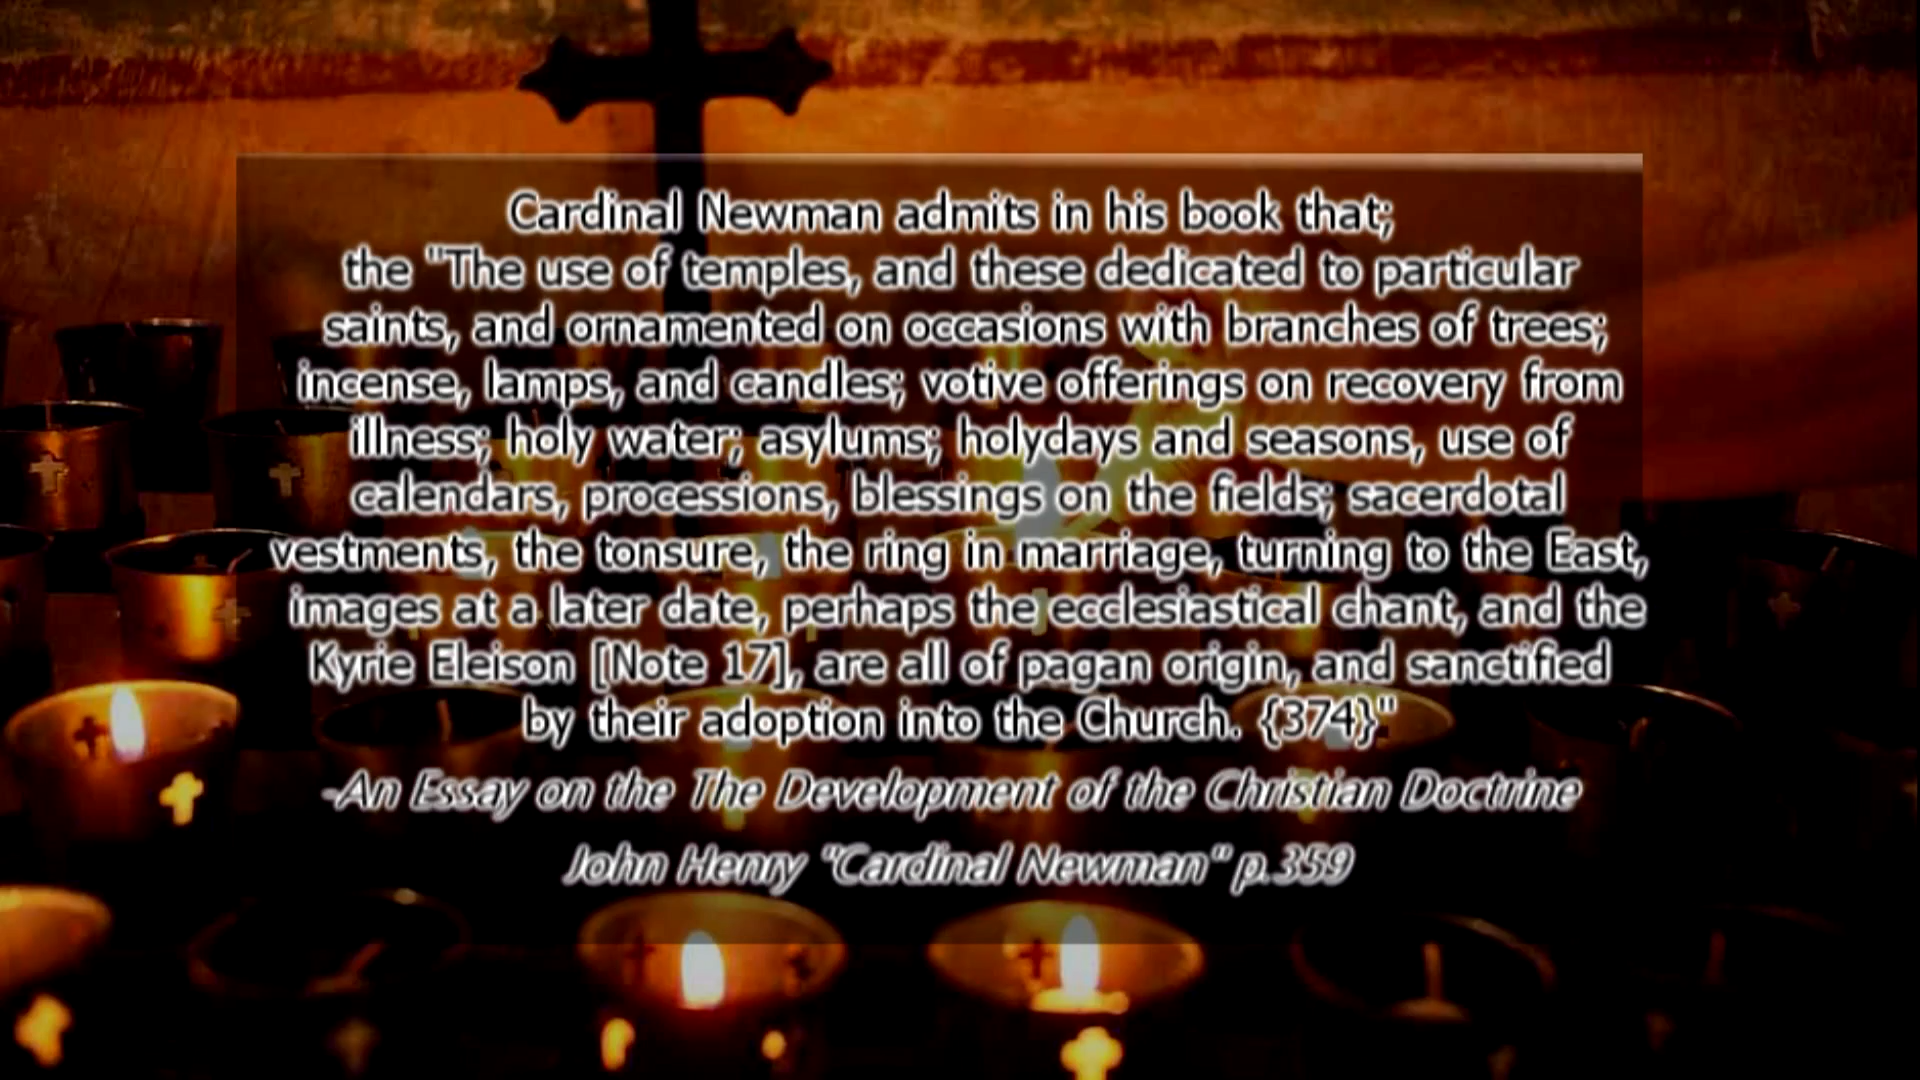 Cardinal Newman admits in his book that;
the "The use of temples, and these dedicated to particular
saints, and ornamented on occasions with branches of trees;
incense, lamps, and candles; votive offerings on recovery from
illness; holy water; asylums; holydays and seasons, use of
calendars, processions, blessings on the fields; sacerdotal
vestments, the tonsure, the ring in marriage, turning to the East,
images at a later date, perhaps the ecclesiastical chant, and the
Kyrie Eleison [Note 17], are all of pagan origin, and sanctified
by their adoption into the Church. {374}"
-An Essay on the The Development of the Christian Doctrine
John Henry "Cardinal Newman" p.359